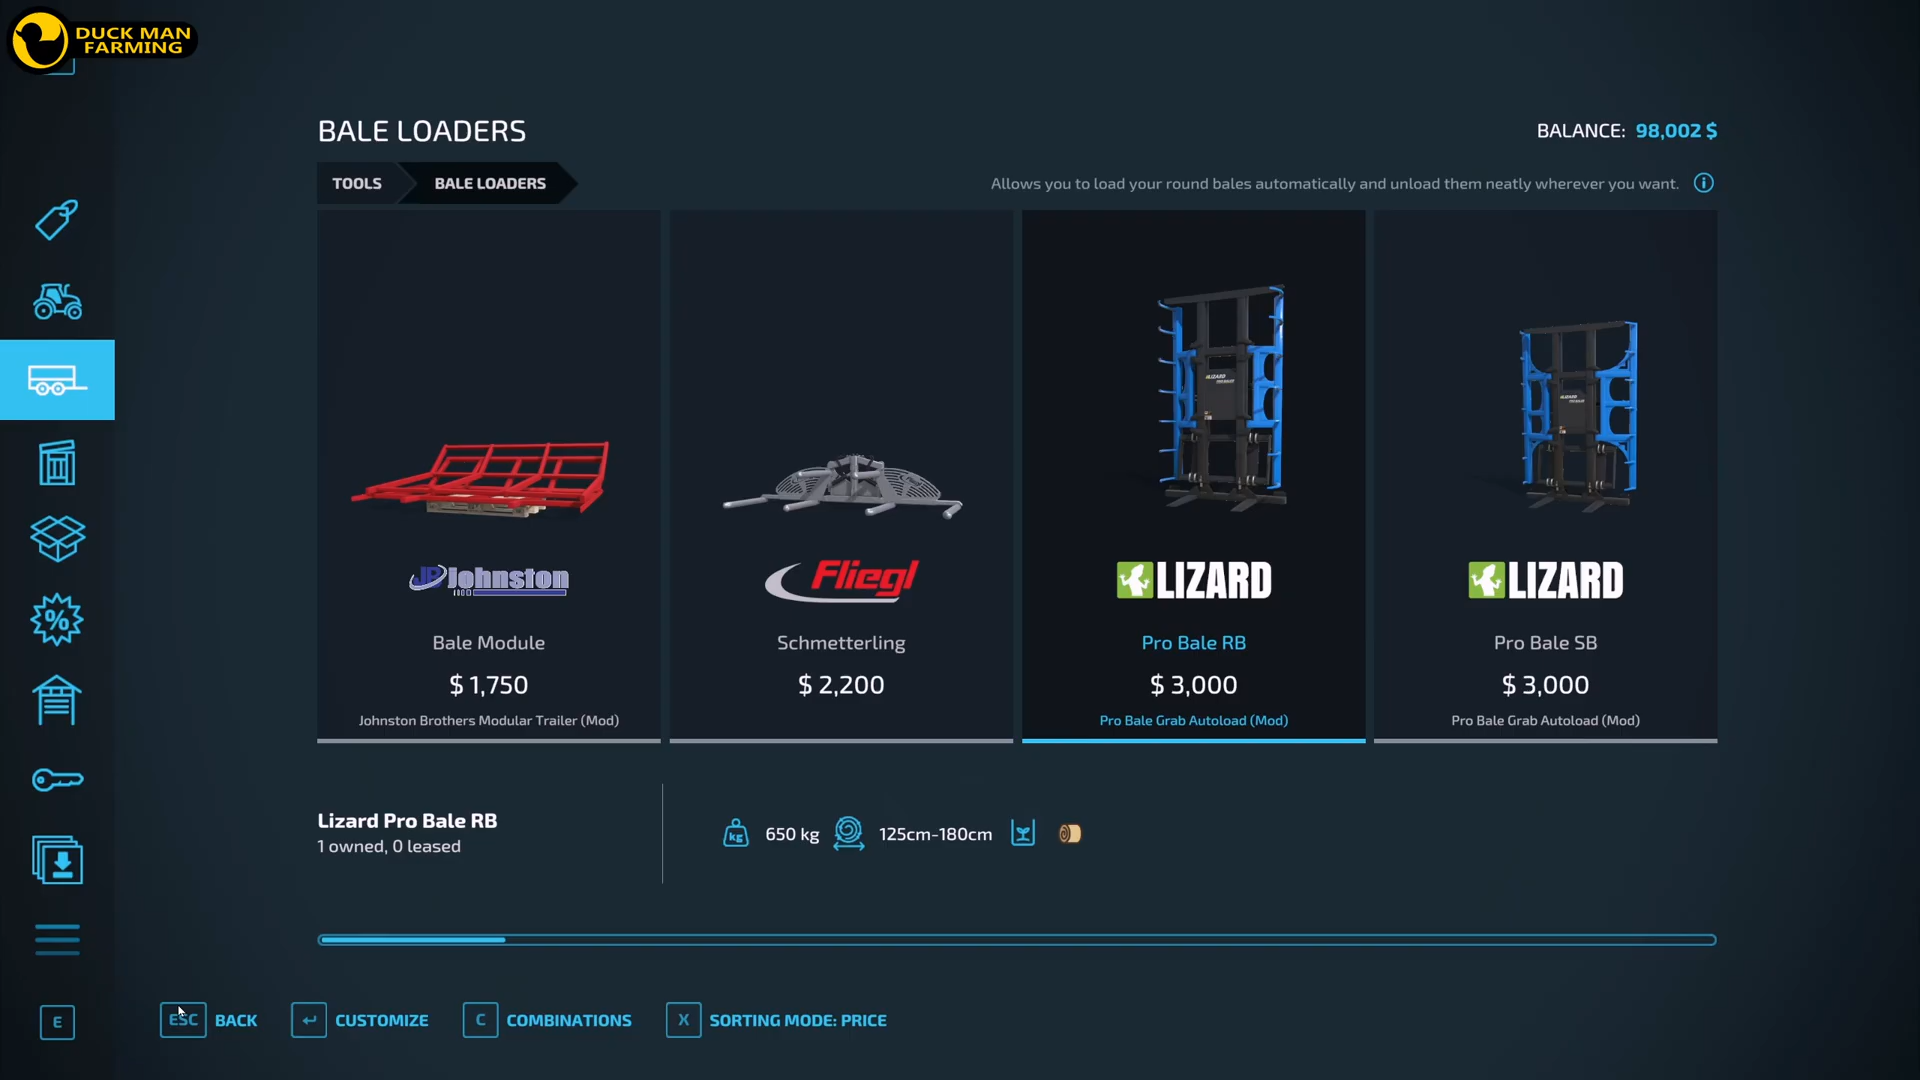 DUCK MAN
FARMING
BALE LOADERS
BALANCE: 98,002 $
TOOLS
BALE LOADERS
Allows you to load your round bales automatically and unload them neatly wherever you want.
Johnston
Fliegl
LIZARD
LIZARD
Bale Module
Schmetterling
Pro Bale RB
Pro Bale SB
$ 1,750
$ 2,200
$ 3,000
$ 3,000
Johnston Brothers Modular Trailer (Mod)
Pro Bale Grab Autoload (Mod)
Pro Bale Grab Autoload (Mod)
Lizard Pro Bale RB
1 owned, 0 leased
kg
650 kg
125cm-180cm
E
ESC BACK
CUSTOMIZE
C COMBINATIONS
X SORTING MODE: PRICE